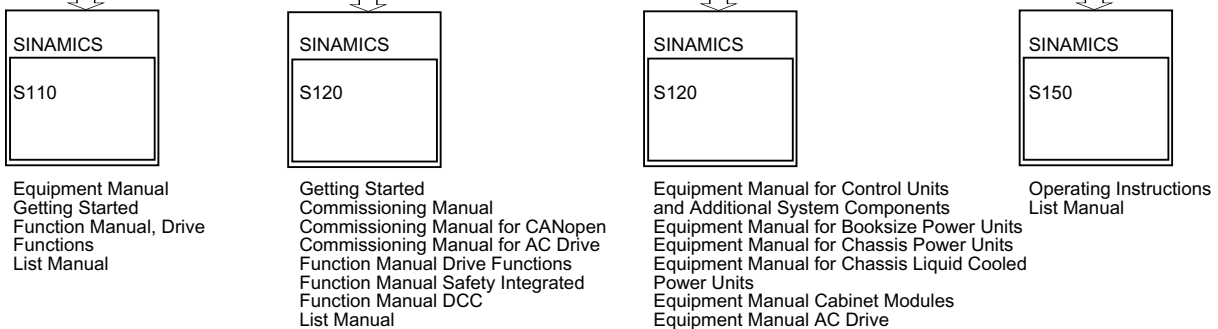 SINAMICS
S110
Equipment Manual
Getting Started
Function Manual, Drive
Functions
List Manual
SINAMICS
S120
Getting Started
Commissioning Manual
Commissioning Manual for CANopen
Commissioning Manual for AC Drive
Function Manual Drive Functions
Function Manual Safety Integrated
Function Manual DCC
List Manual
SINAMICS
S120
Equipment Manual for Control Units
and Additional System Components
Equipment Manual for Booksize Power Units
Equipment Manual for Chassis Power Units
Equipment Manual for Chassis Liquid Cooled
Power Units
Equipment Manual Cabinet Modules
Equipment Manual AC Drive
SINAMICS
S150
Operating Instructions
List Manual